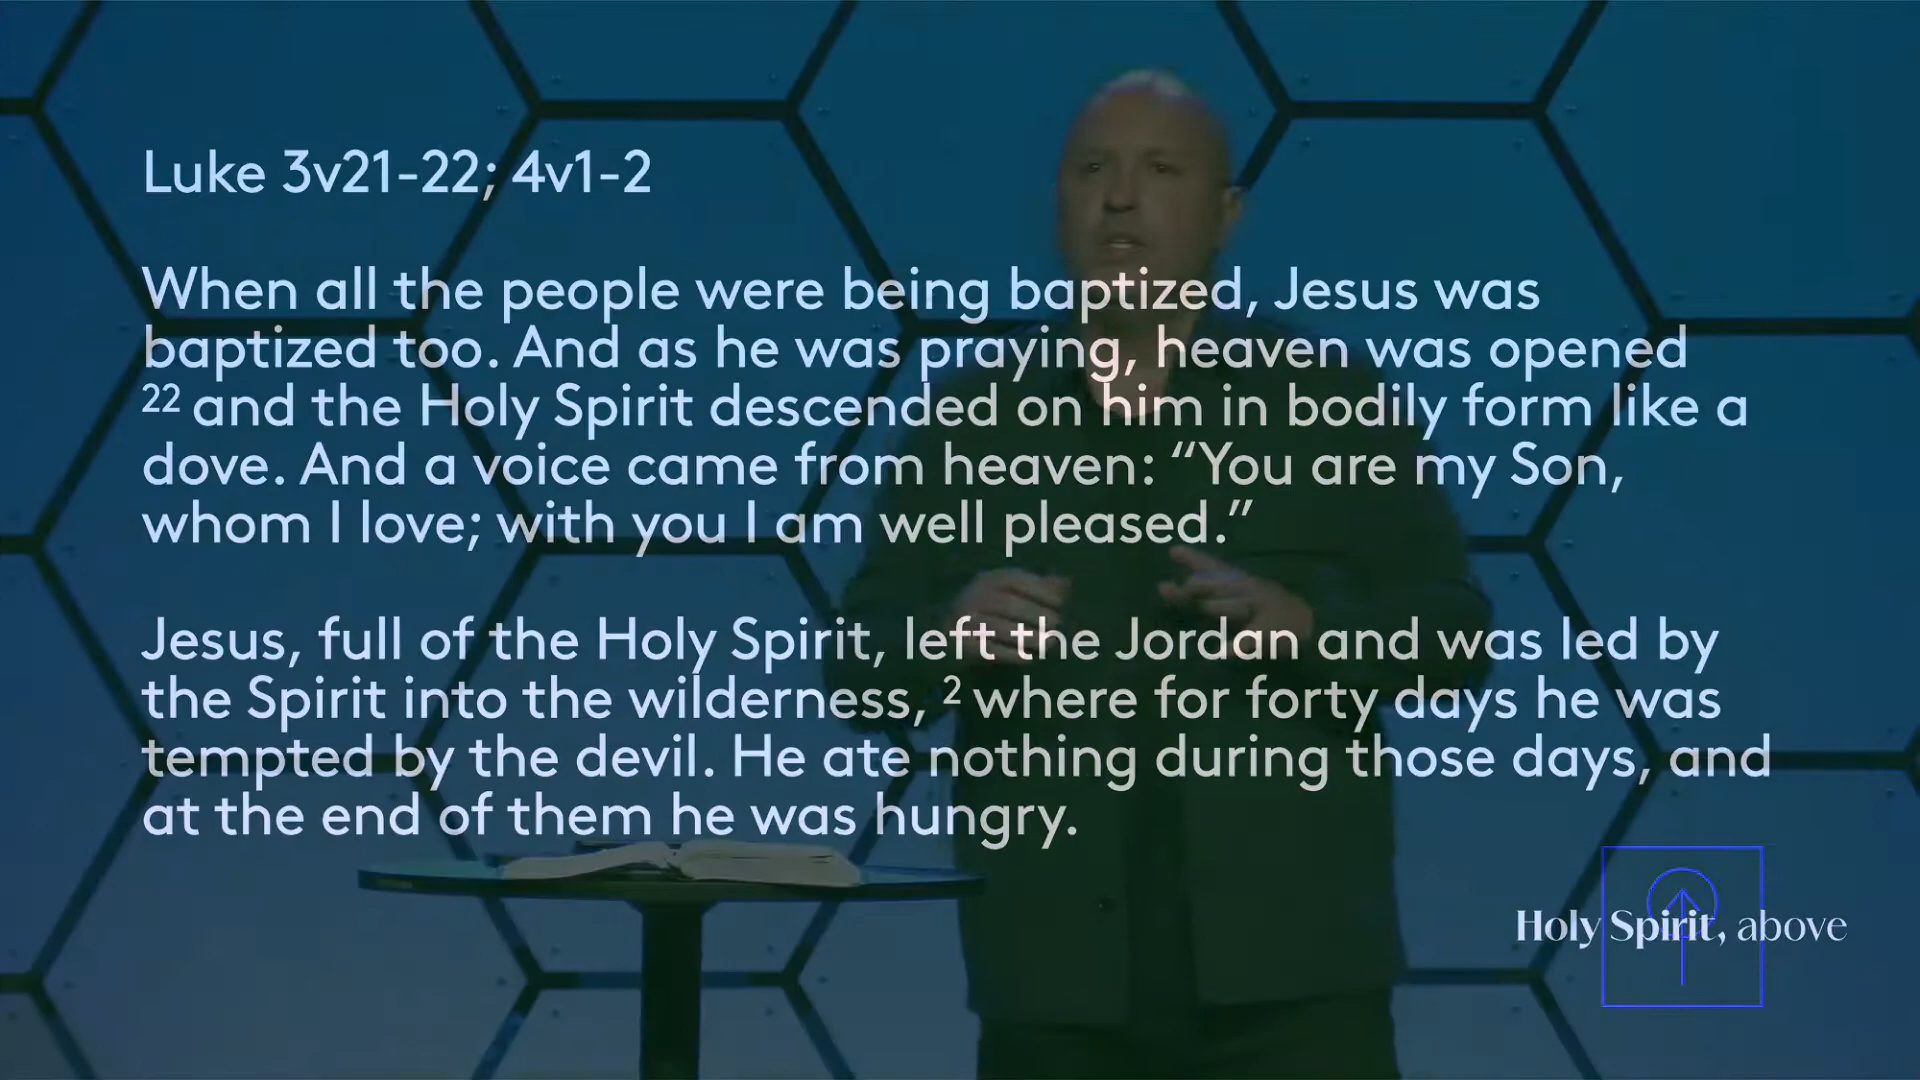 Luke 3v21-22; 4v1-2
When all the people were being baptized, Jesus was
baptized too. And as he was praying, heaven was opened
22 and the Holy Spirit descended on him in bodily form like a
dove. And a voice came from heaven: “You are my Son,
whom I love; with you I am well pleased.”
Jesus, full of the Holy Spirit, left the Jordan and was led by
the Spirit into the wilderness, 2 where for forty days he was
tempted by the devil. He ate nothing during those days, and
at the end of them he was hungry.
Holy Spirit, above